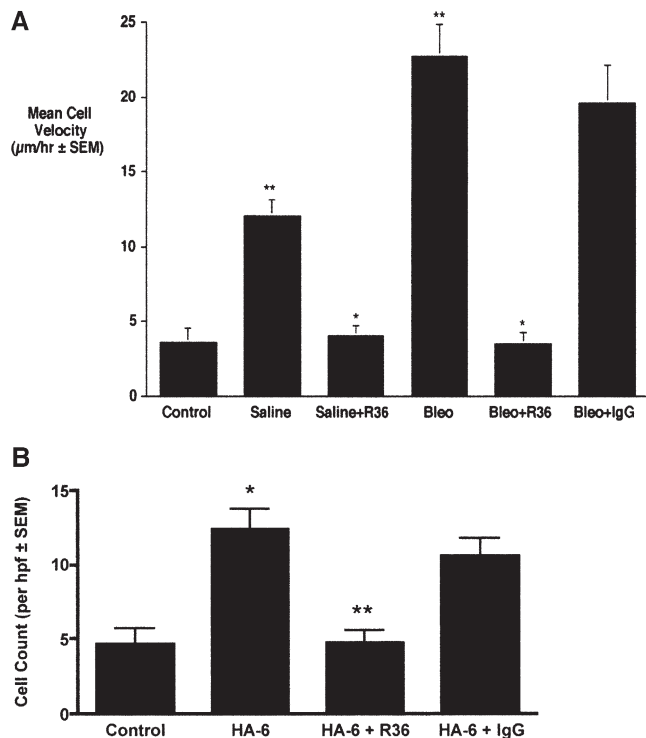 A
Mean Cell
Velocity
(µm/hr ± SEM)
25
20
15
10
5
0
**
**
*
*
Control Saline Saline+R36 Bleo Bleo+R36 Bleo+IgG
B
Cell Count (per hpf ± SEM)
15
10
5
0
*
**
Control HA-6 HA-6 + R36 HA-6 + IgG